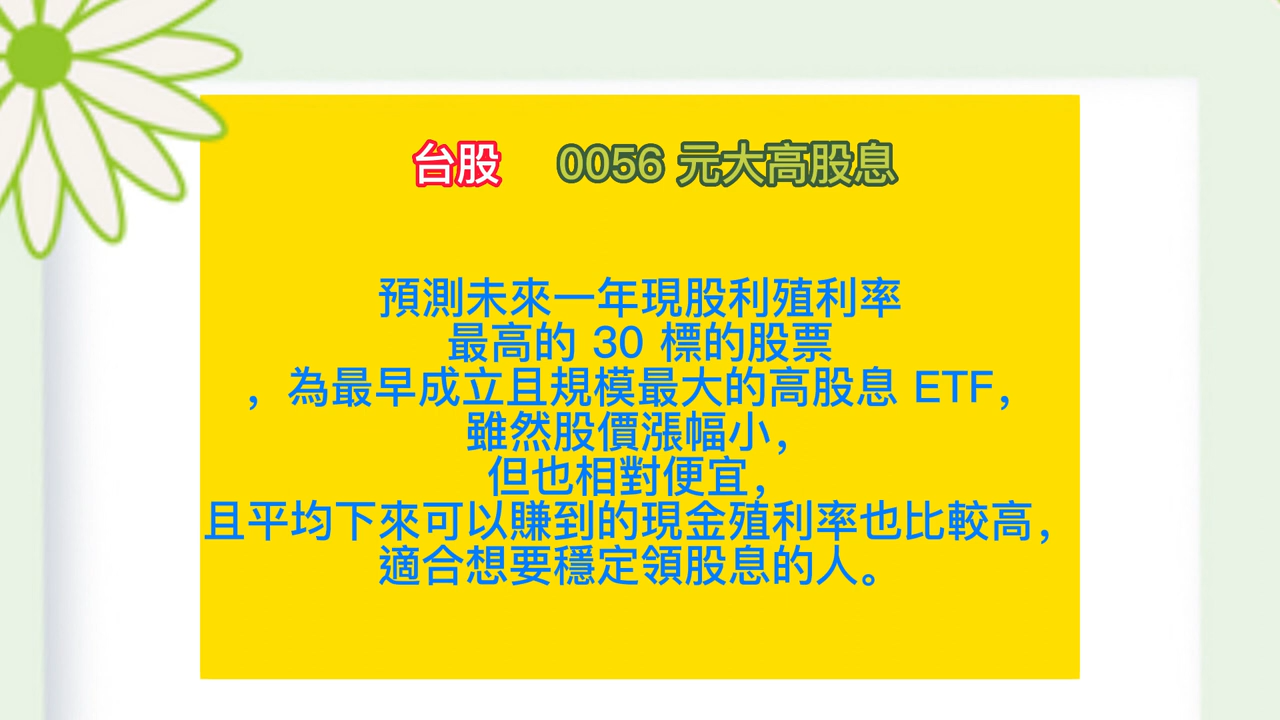 台股 0056 元大高股息
預測未來一年現股利殖利率
最高的 30 標的股票
，為最早成立且規模最大的高股息 ETF，
雖然股價漲幅小，
但也相對便宜，
且平均下來可以賺到的現金殖利率也比較高，
適合想要穩定領股息的人。